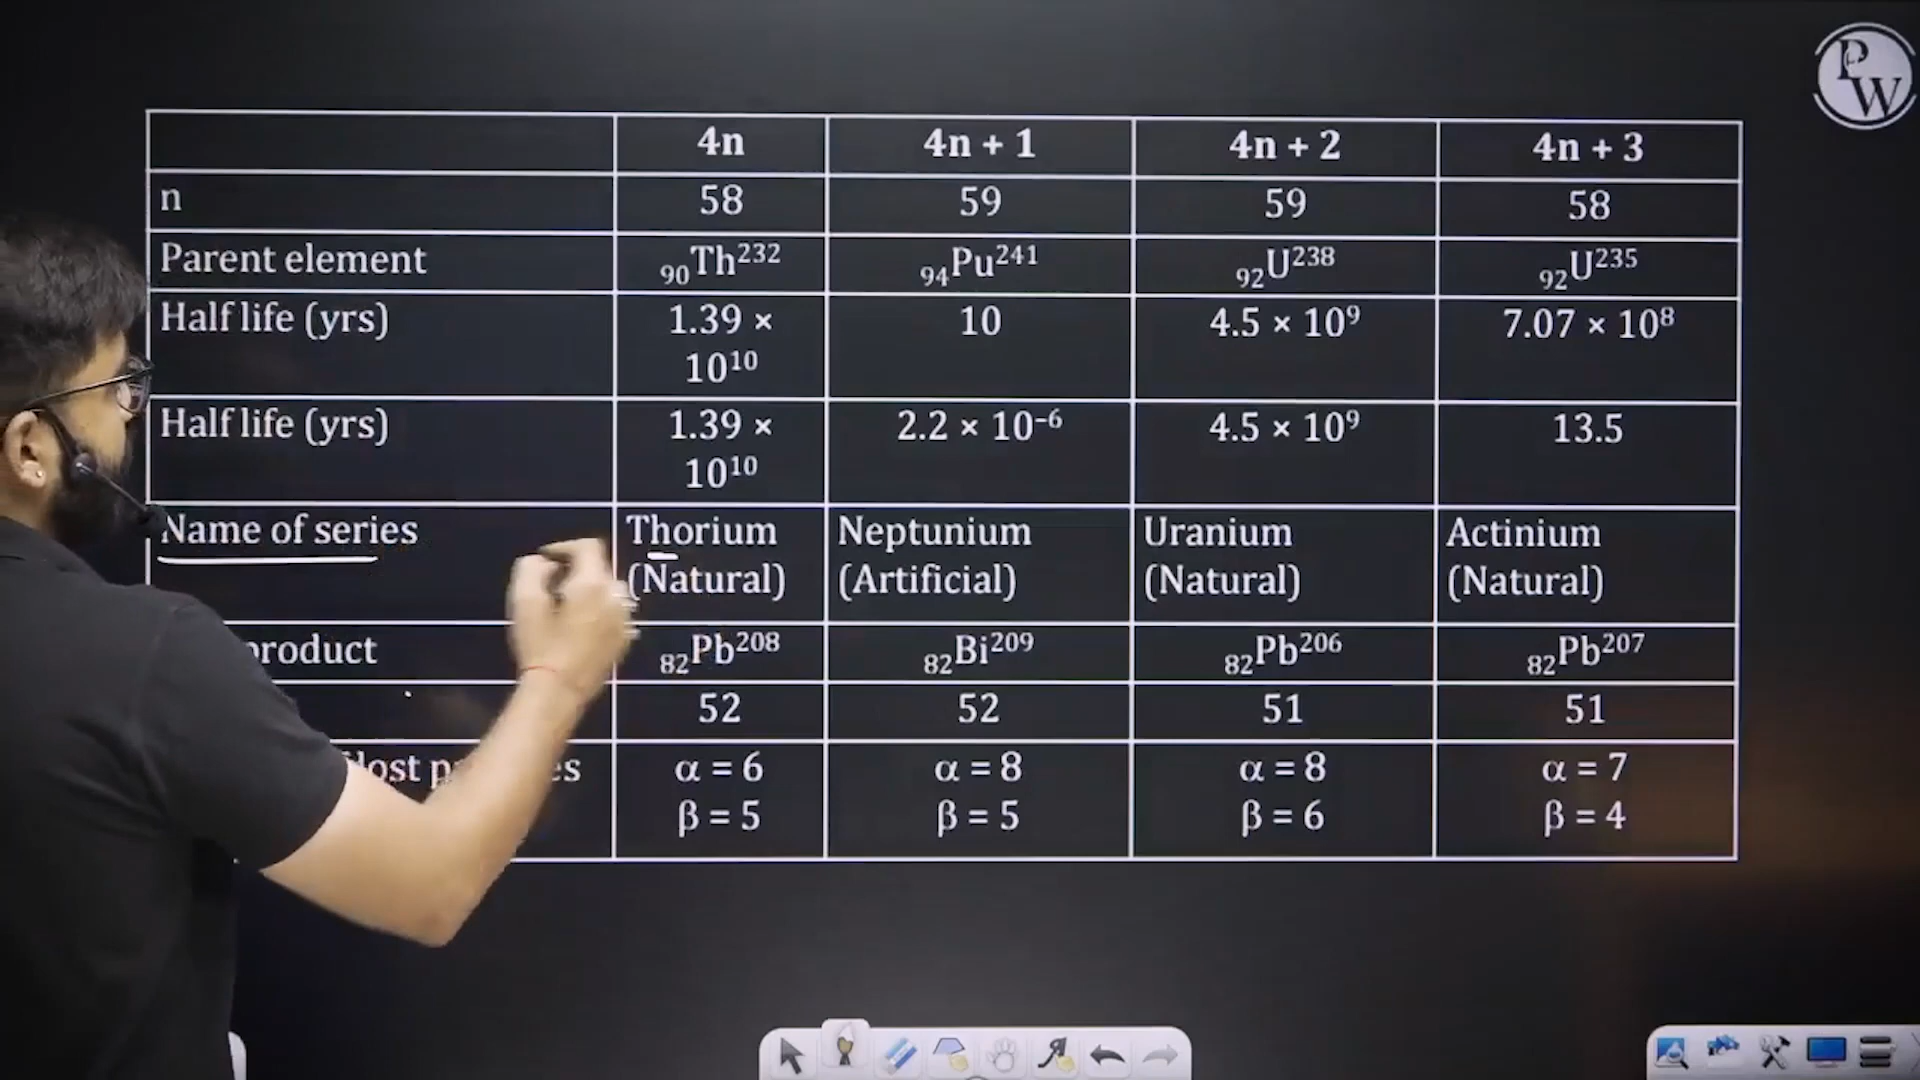 PW
4n 4n + 1 4n + 2 4n + 3
n 58 59 59 58
Parent element ₉₀Th²³² ₉₄Pu²⁴¹ ₉₂U²³⁸ ₉₂U²³⁵
Half life (yrs) 1.39 × 10 4.5 × 10⁹ 7.07 × 10⁸
10¹⁰
Half life (yrs) 1.39 × 2.2 × 10⁻⁶ 4.5 × 10⁹ 13.5
10¹⁰
Name of series Thorium Neptunium Uranium Actinium
(Natural) (Artificial) (Natural) (Natural)
product ₈₂Pb²⁰⁸ ₈₂Bi²⁰⁹ ₈₂Pb²⁰⁶ ₈₂Pb²⁰⁷
52 52 51 51
lost α = 6 α = 8 α = 8 α = 7
β = 5 β = 5 β = 6 β = 4